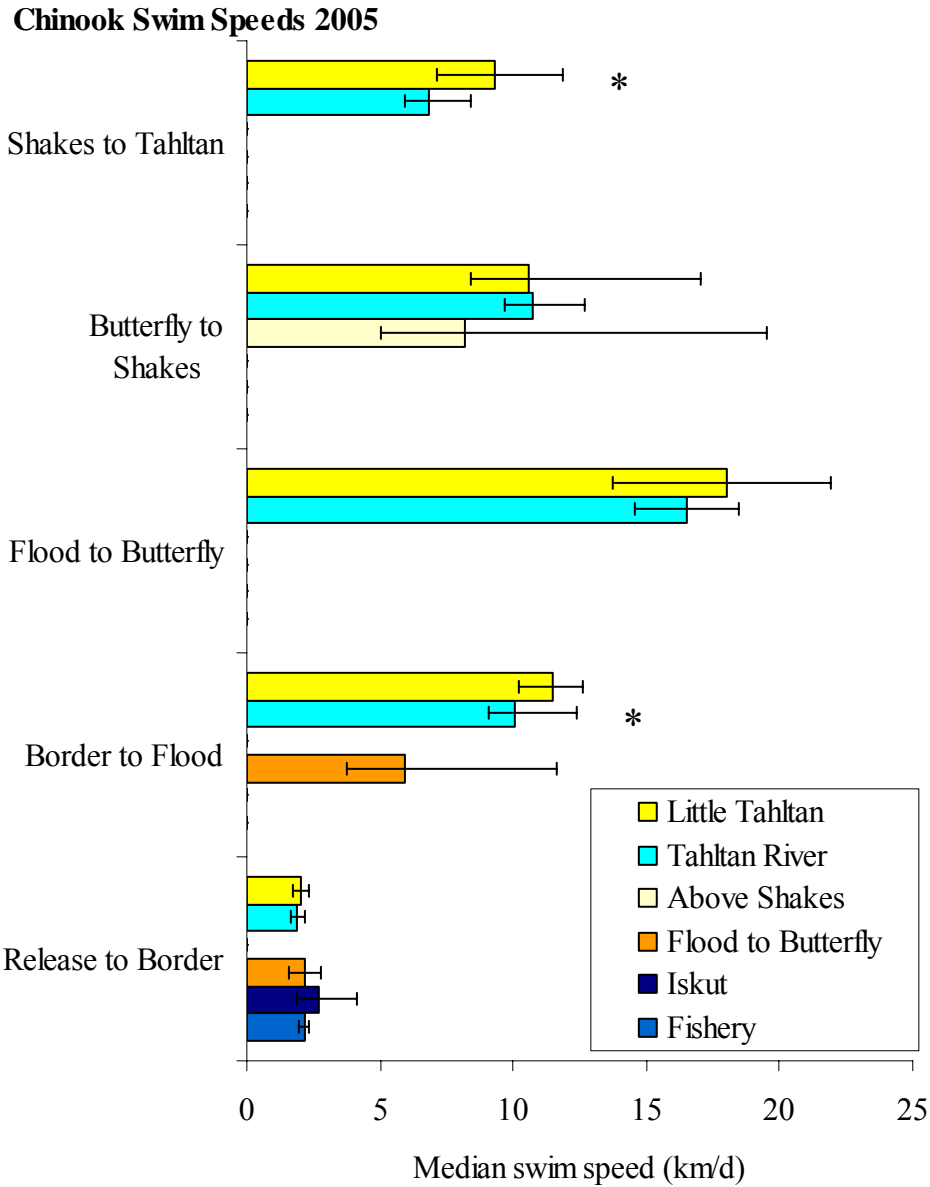 Chinook Swim Speeds 2005
*
Shakes to Tahltan
Butterfly to
Shakes
Flood to Butterfly
*
Border to Flood
Little Tahltan
Tahltan River
Above Shakes
Flood to Butterfly
Iskut
Fishery
Release to Border
0 5 10 15 20 25
Median swim speed (km/d)